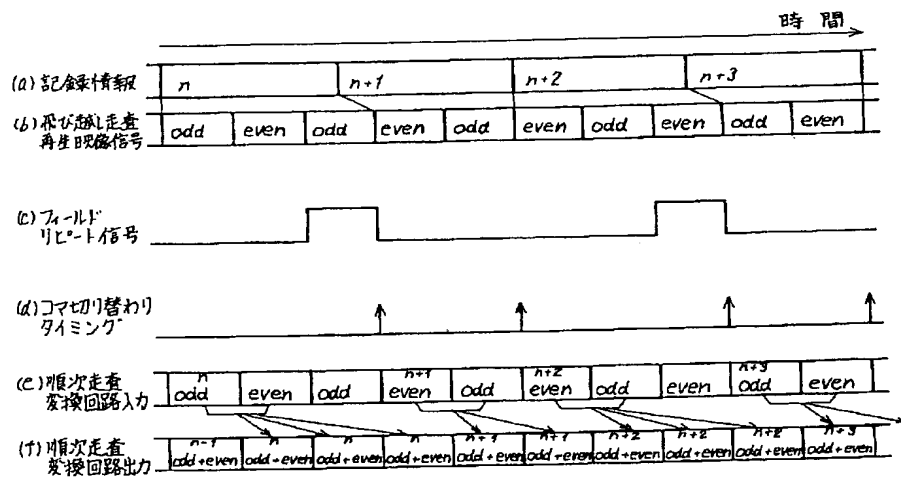 時間
(a)記録情報
n
n+1
n+2
n+3
(b)飛び越し走査
再生映像信号
odd even odd even odd even odd even odd even
(c)フィールド
リピート信号
(d)コマ切り替わり
タイミング
(e)順次走査
変換回路入力
n n+1 n+2 n+3
odd even odd even odd even odd even odd even
(f)順次走査
変換回路出力
n-1 n n n n+1 n+1 n+2 n+2 n+2 n+3
odd+even odd+even odd+even odd+even odd+even odd+even odd+even odd+even odd+even odd+even